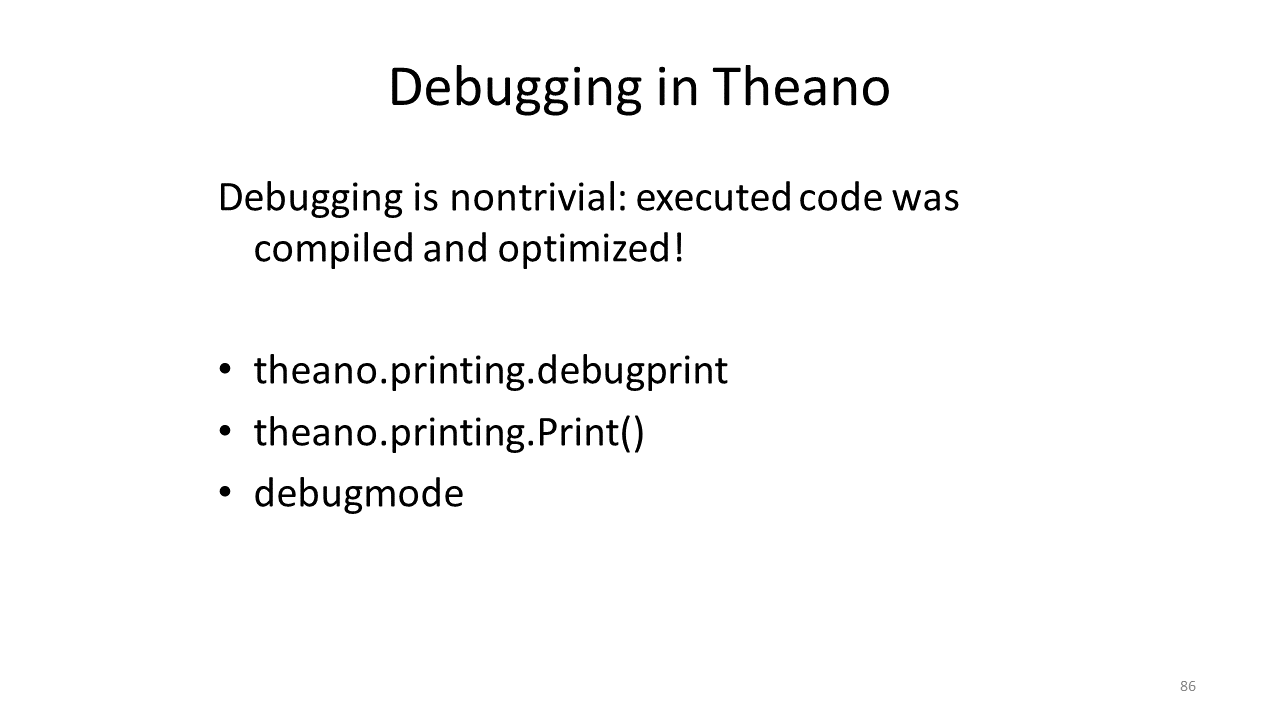 Debugging in Theano
Debugging is nontrivial: executed code was
compiled and optimized!
• theano.printing.debugprint
• theano.printing.Print()
• debugmode
86